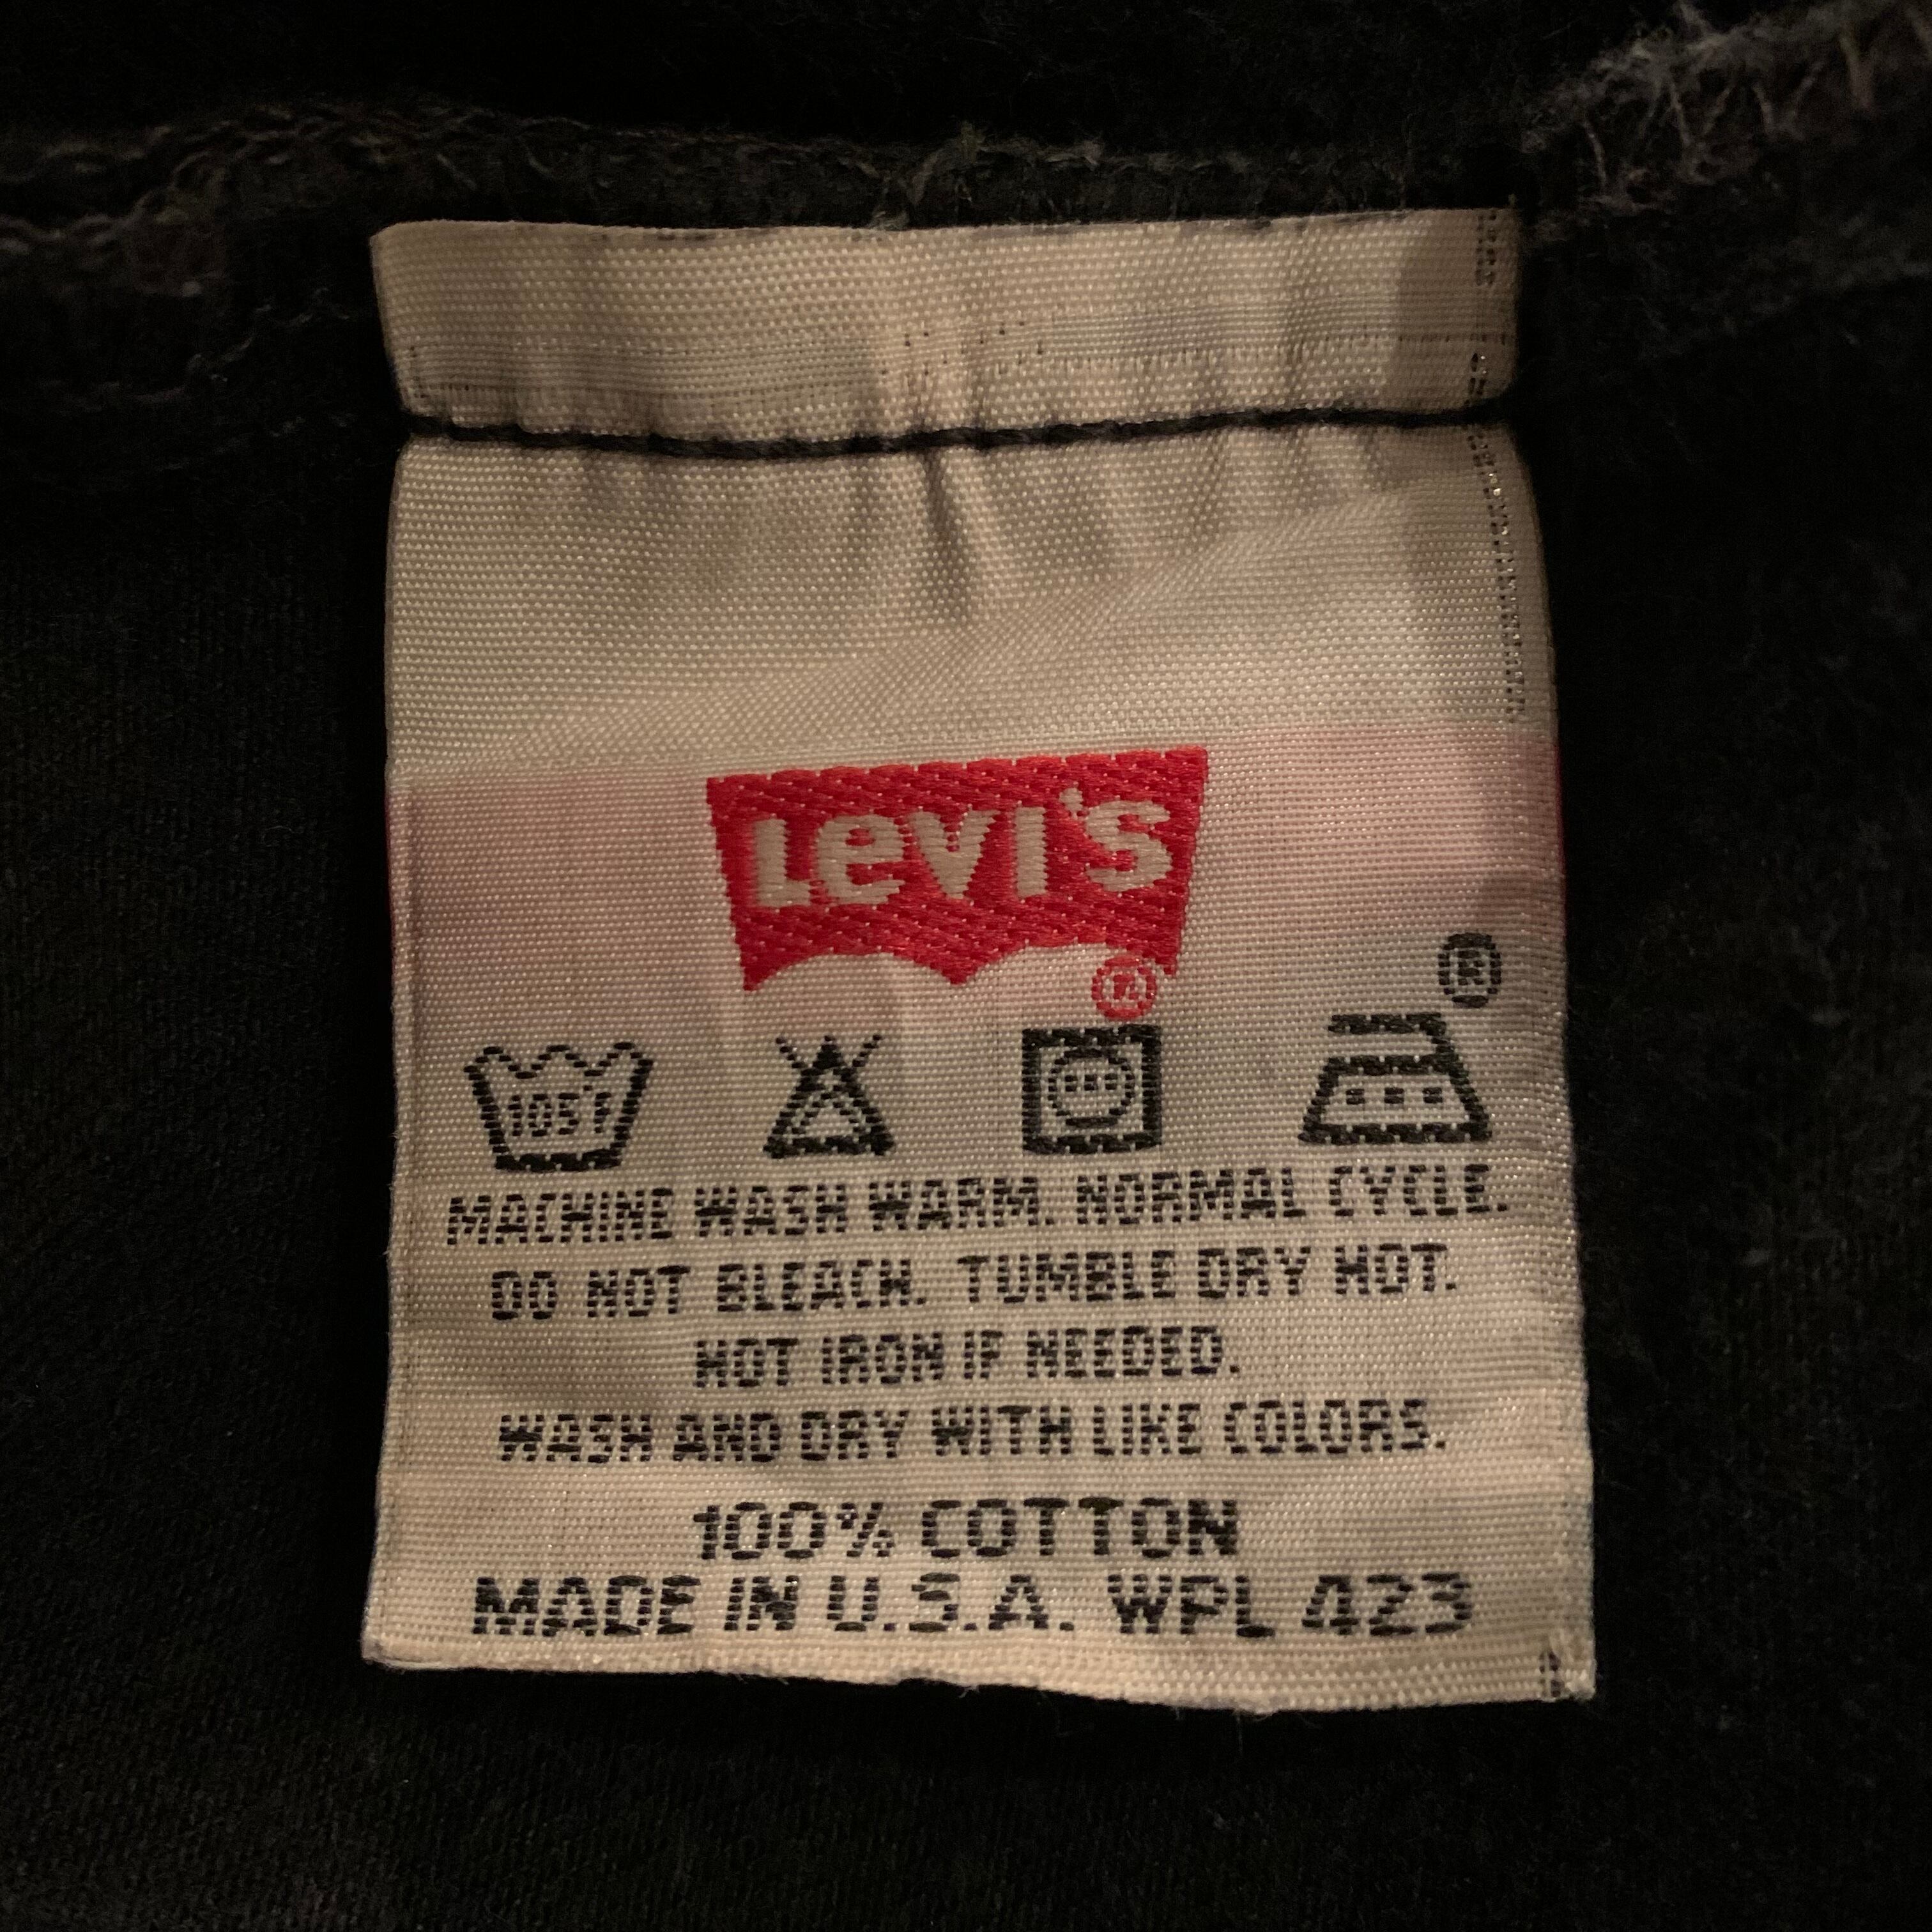 Levi's
®
®
105°F
MACHINE WASH WARM. NORMAL CYCLE.
DO NOT BLEACH. TUMBLE DRY HOT.
HOT IRON IF NEEDED.
WASH AND DRY WITH LIKE COLORS.
100% COTTON
MADE IN U.S.A. WPL 423